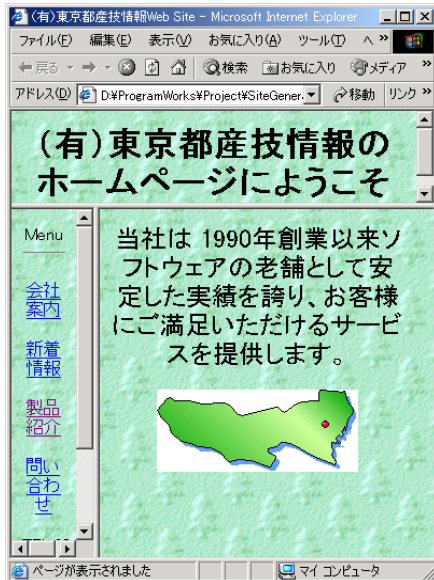 (有)東京都産技情報Web Site - Microsoft Internet Explorer
ファイル(F) 編集(E) 表示(V) お気に入り(A) ツール(T) ヘ »
戻る 検索 お気に入り メディア »
アドレス(D) D:¥ProgramWorks¥Project¥SiteGener 移動 リンク »
(有)東京都産技情報の
ホームページにようこそ
Menu
会社
案内
新着
情報
製品
紹介
問い
合わ
せ
当社は 1990年創業以来ソ
フトウェアの老舗として安
定した実績を誇り、お客様
にご満足いただけるサービ
スを提供します。
ページが表示されました マイ コンピュータ